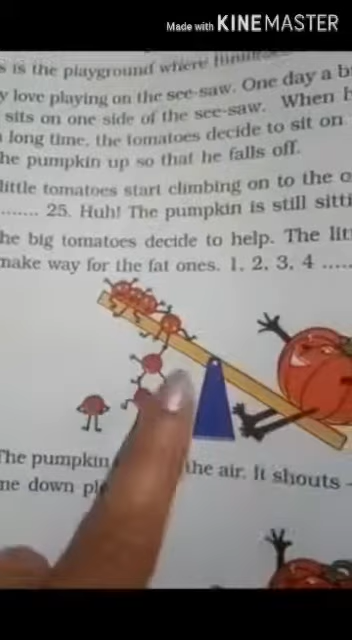 Made with KINEMASTER
s is the playground where
y love playing on the see-saw. One day a b
sits on one side of the see-saw. When h
long time, the tomatoes decide to sit on
he pumpkin up so that he falls off.
little tomatoes start climbing on to the o
....... 25. Huh! The pumpkin is still sitti
he big tomatoes decide to help. The lit
make way for the fat ones. 1, 2, 3, 4 .....
The pumpkin the air. It shouts -
me down pl